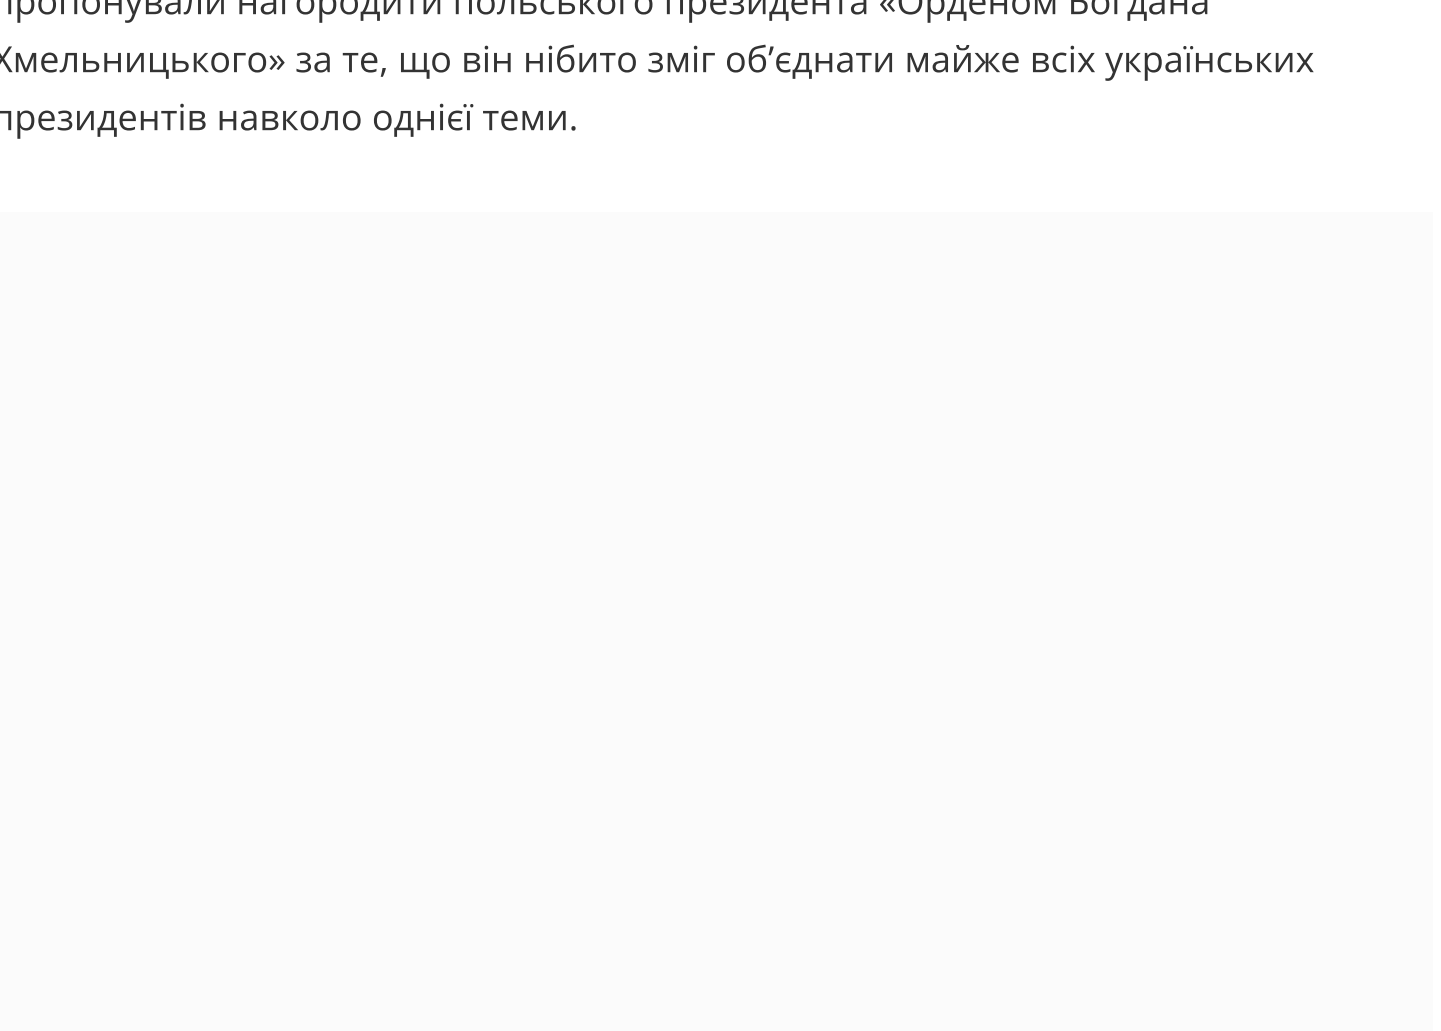 пропонували нагородити польського президента «Орденом Богдана
Хмельницького» за те, що він нібито зміг об’єднати майже всіх українських
президентів навколо однієї теми.